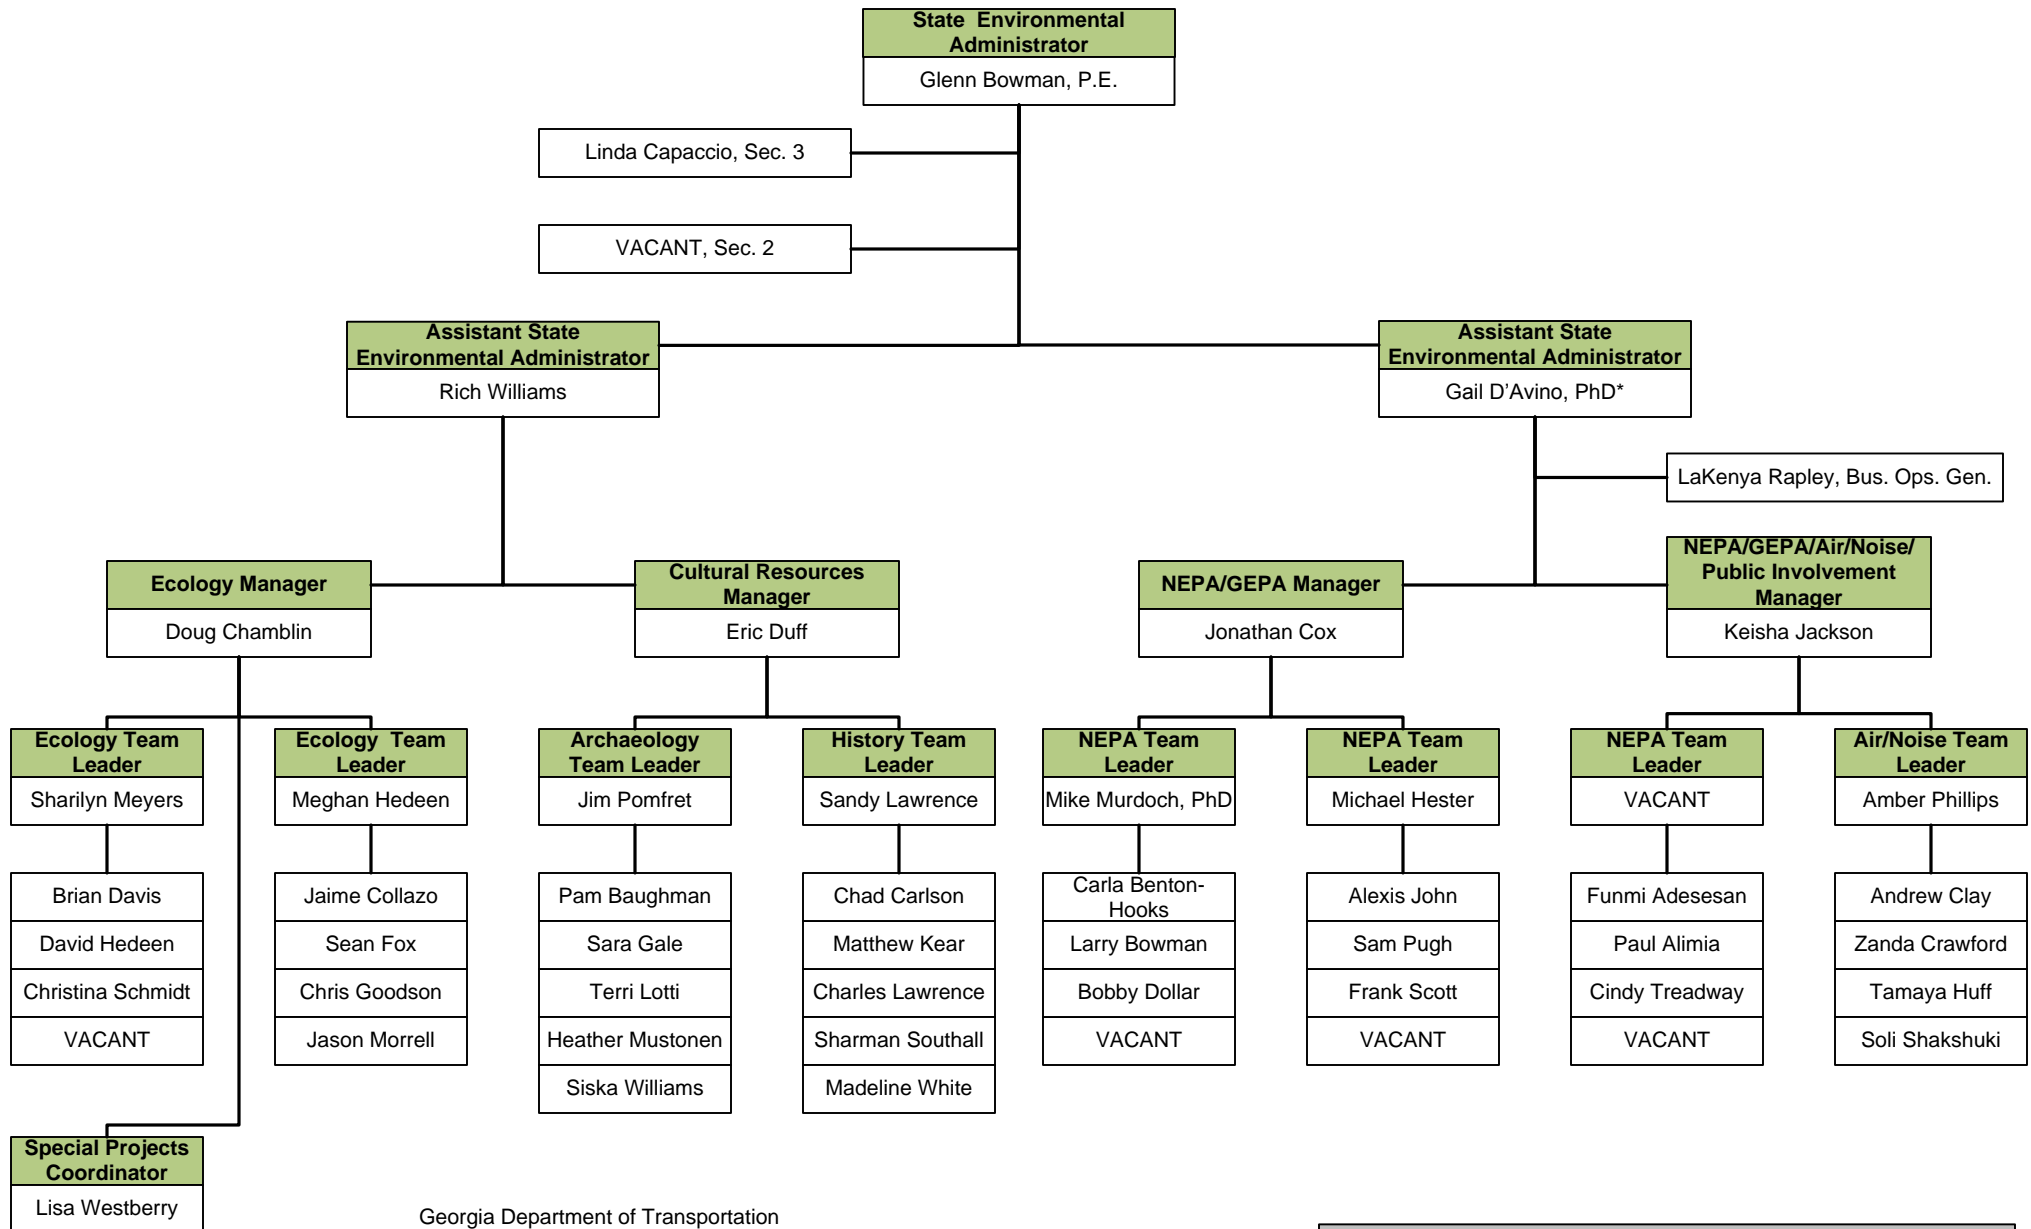 State Environmental
Administrator
Glenn Bowman, P.E.
Linda Capaccio, Sec. 3
VACANT, Sec. 2
Assistant State
Environmental Administrator
Rich Williams
Assistant State
Environmental Administrator
Gail D’Avino, PhD*
LaKenya Rapley, Bus. Ops. Gen.
Ecology Manager
Doug Chamblin
Cultural Resources
Manager
Eric Duff
NEPA/GEPA Manager
Jonathan Cox
NEPA/GEPA/Air/Noise/
Public Involvement
Manager
Keisha Jackson
Ecology Team
Leader
Sharilyn Meyers
Brian Davis
David Hedeen
Christina Schmidt
VACANT
Ecology Team
Leader
Meghan Hedeen
Jaime Collazo
Sean Fox
Chris Goodson
Jason Morrell
Archaeology
Team Leader
Jim Pomfret
Pam Baughman
Sara Gale
Terri Lotti
Heather Mustonen
Siska Williams
History Team
Leader
Sandy Lawrence
Chad Carlson
Matthew Kear
Charles Lawrence
Sharman Southall
Madeline White
NEPA Team
Leader
Mike Murdoch, PhD
Carla Benton-
Hooks
Larry Bowman
Bobby Dollar
VACANT
NEPA Team
Leader
Michael Hester
Alexis John
Sam Pugh
Frank Scott
VACANT
NEPA Team
Leader
VACANT
Funmi Adesesan
Paul Alimia
Cindy Treadway
VACANT
Air/Noise Team
Leader
Amber Phillips
Andrew Clay
Zanda Crawford
Tamaya Huff
Soli Shakshuki
Special Projects
Coordinator
Lisa Westberry
Georgia Department of Transportation